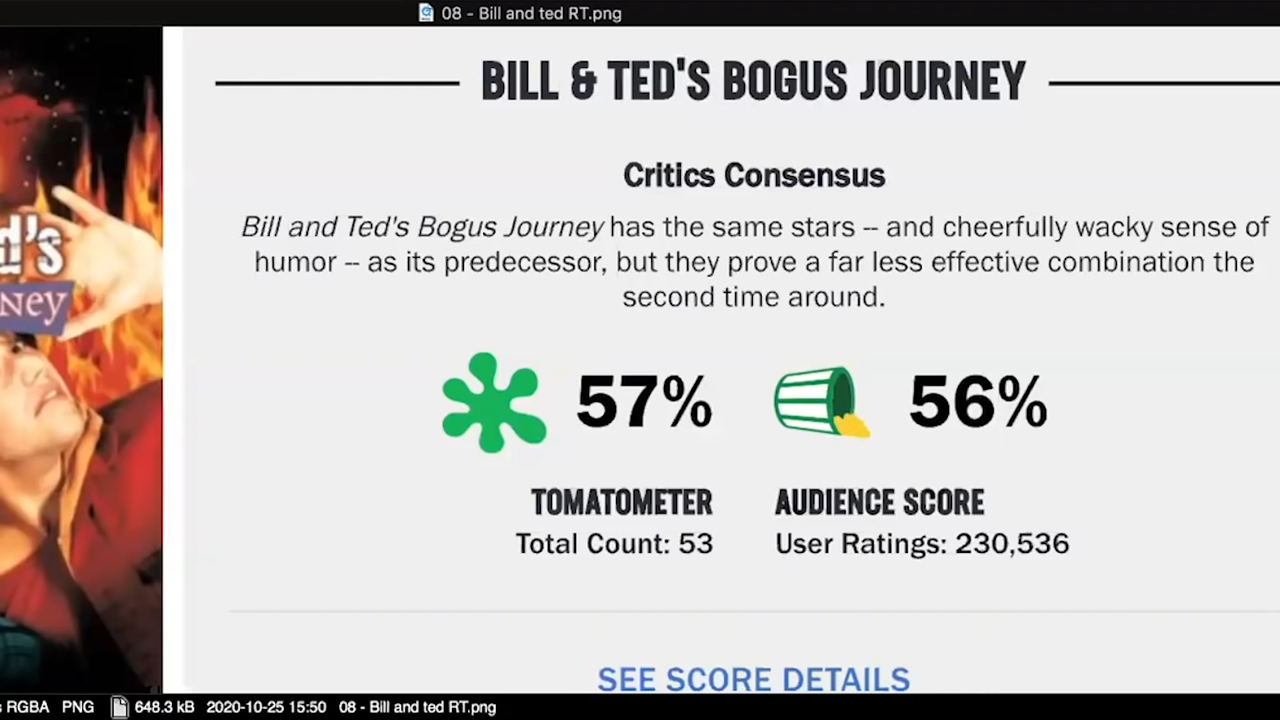 08 - Bill and ted RT.png
BILL & TED'S BOGUS JOURNEY
Critics Consensus
Bill and Ted's Bogus Journey has the same stars -- and cheerfully wacky sense of
humor -- as its predecessor, but they prove a far less effective combination the
second time around.
d's
ney
57%
56%
TOMATOMETER
AUDIENCE SCORE
Total Count: 53
User Ratings: 230,536
SEE SCORE DETAILS
s RGBA PNG 648.3 kB 2020-10-25 15:50 08 - Bill and ted RT.png